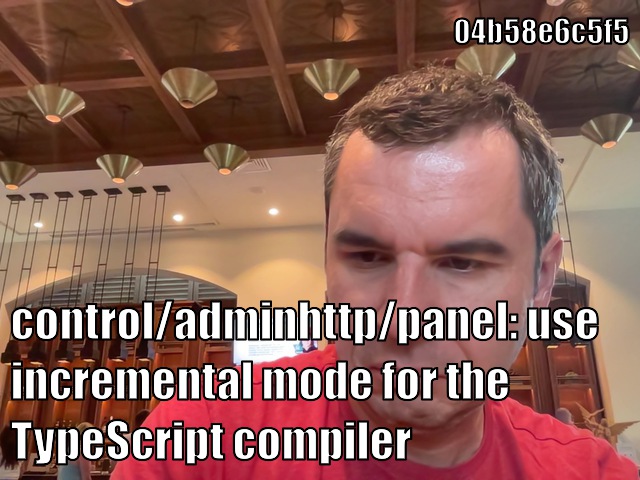 04b58e6c5f5
control/adminhttp/panel: use
incremental mode for the
TypeScript compiler